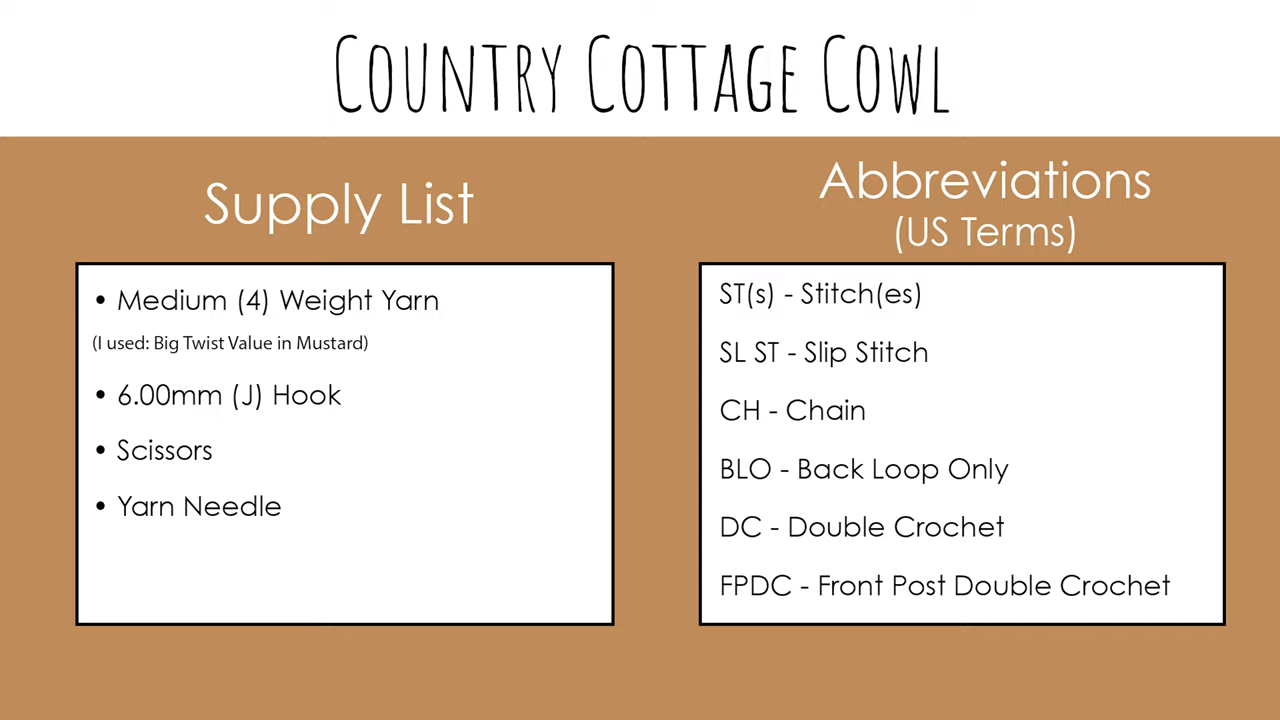 Country Cottage Cowl
Supply List
• Medium (4) Weight Yarn
(I used: Big Twist Value in Mustard)
• 6.00mm (J) Hook
• Scissors
• Yarn Needle
Abbreviations
(US Terms)
ST(s) - Stitch(es)
SL ST - Slip Stitch
CH - Chain
BLO - Back Loop Only
DC - Double Crochet
FPDC - Front Post Double Crochet